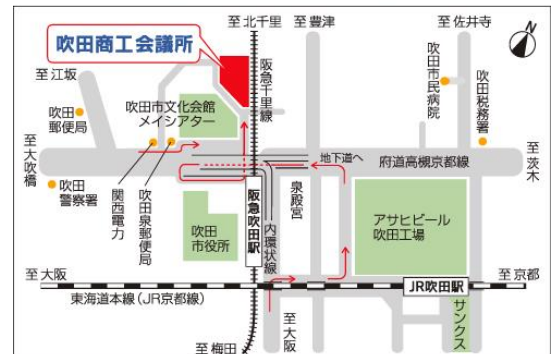 至北千里
至豊津
至佐井寺
N
吹田商工会議所
至江坂
阪急千里線
吹田市民病院
吹田税務署
吹田
郵便局
吹田市文化会館
メイシアター
至大吹橋
地下道へ
府道高槻京都線
至茨木
吹田
警察署
関西電力
吹田泉郵便局
吹田
市役所
阪急吹田駅
内環状線
泉殿宮
アサヒビール
吹田工場
至大阪
JR吹田駅
至京都
東海道本線(JR京都線)
サンクス
至大阪
至梅田